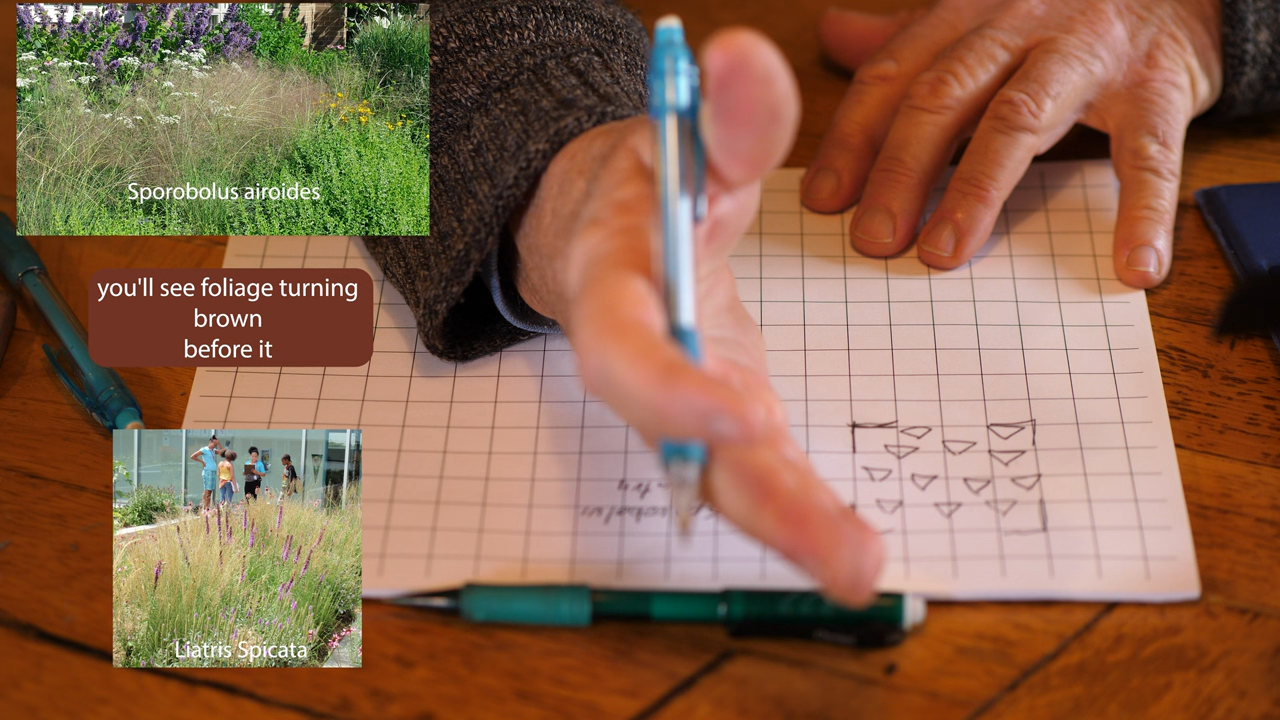 Sporobolus airoides
you'll see foliage turning
brown
before it
Liatris Spicata